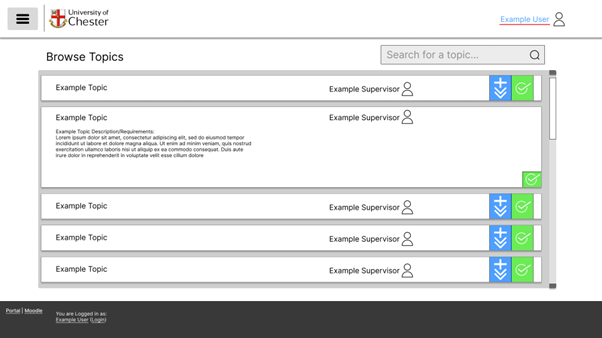 University of
Chester
Example User
Browse Topics
Search for a topic...
Example Topic
Example Supervisor
Example Topic
Example Supervisor
Example Topic Description/Requirements:
Lorem ipsum dolor sit amet, consectetur adipiscing elit, sed do eiusmod tempor
incididunt ut labore et dolore magna aliqua. Ut enim ad minim veniam, quis nostrud
exercitation ullamco laboris nisi ut aliquip ex ea commodo consequat. Duis aute
irure dolor in reprehenderit in voluptate velit esse cillum dolore
Example Topic
Example Supervisor
Example Topic
Example Supervisor
Example Topic
Example Supervisor
Portal | Moodle
You are Logged in as:
Example User (Login)